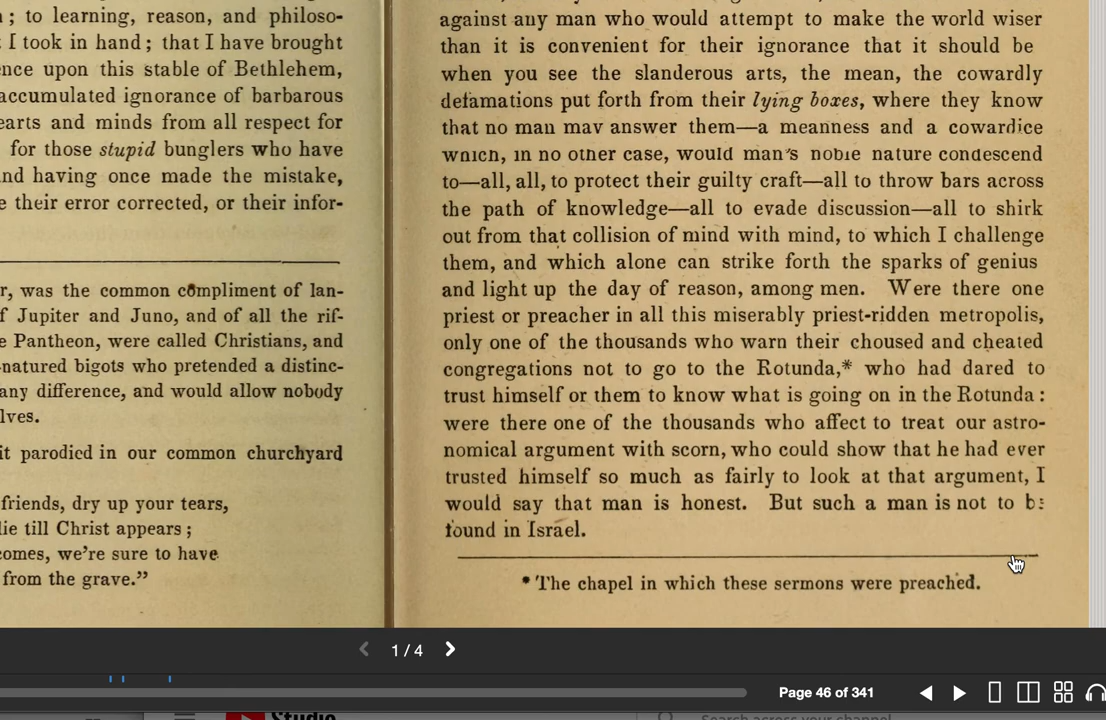 ; to learning, reason, and philoso-
I took in hand; that I have brought
nce upon this stable of Bethlehem,
accumulated ignorance of barbarous
earts and minds from all respect for
for those stupid bunglers who have
nd having once made the mistake,
e their error corrected, or their infor-
r, was the common compliment of lan-
f Jupiter and Juno, and of all the rif-
e Pantheon, were called Christians, and
-natured bigots who pretended a distinc-
any difference, and would allow nobody
lves.
it parodied in our common churchyard
friends, dry up your tears,
lie till Christ appears;
comes, we're sure to have
from the grave."
against any man who would attempt to make the world wiser
than it is convenient for their ignorance that it should be
when you see the slanderous arts, the mean, the cowardly
defamations put forth from their lying boxes, where they know
that no man may answer them—a meanness and a cowardice
which, in no other case, would man's noble nature condescend
to—all, all, to protect their guilty craft—all to throw bars across
the path of knowledge—all to evade discussion—all to shirk
out from that collision of mind with mind, to which I challenge
them, and which alone can strike forth the sparks of genius
and light up the day of reason, among men. Were there one
priest or preacher in all this miserably priest-ridden metropolis,
only one of the thousands who warn their choused and cheated
congregations not to go to the Rotunda,* who had dared to
trust himself or them to know what is going on in the Rotunda:
were there one of the thousands who affect to treat our astro-
nomical argument with scorn, who could show that he had ever
trusted himself so much as fairly to look at that argument, I
would say that man is honest. But such a man is not to be
found in Israel.
* The chapel in which these sermons were preached.
1 / 4
Page 46 of 341
Studio
Search across your channel